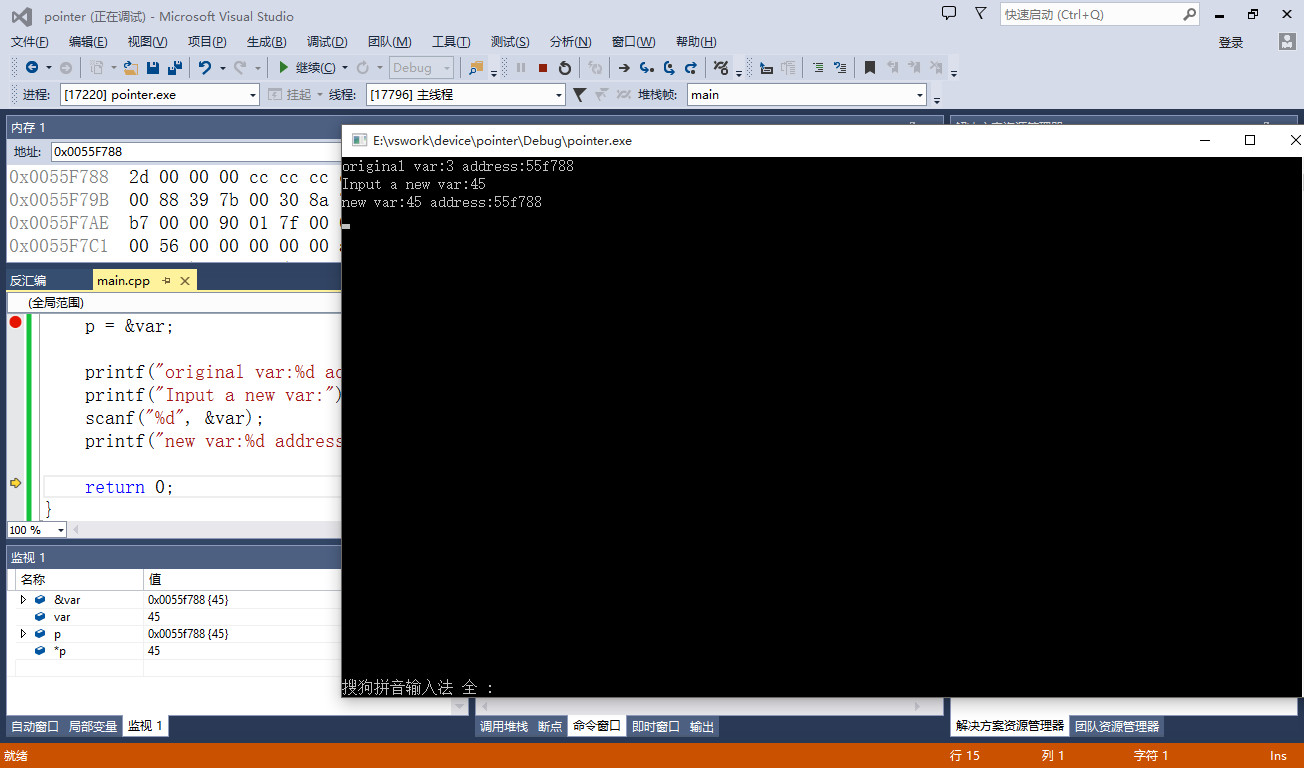 pointer (正在调试) - Microsoft Visual Studio
快速启动 (Ctrl+Q)
文件(F) 编辑(E) 视图(V) 项目(P) 生成(B) 调试(D) 团队(M) 工具(T) 测试(S) 分析(N) 窗口(W) 帮助(H) 登录
继续(C) Debug
进程: [17220] pointer.exe 挂起 线程: [17796] 主线程 堆栈帧: main
内存 1
解决方案资源管理器
地址: 0x0055F788
0x0055F788 2d 00 00 00 cc cc cc
0x0055F79B 00 88 39 7b 00 30 8a
0x0055F7AE b7 00 00 90 01 7f 00
0x0055F7C1 00 56 00 00 00 00 00
E:\vswork\device\pointer\Debug\pointer.exe
original var:3 address:55f788
Input a new var:45
new var:45 address:55f788
搜狗拼音输入法 全 :
反汇编 main.cpp
(全局范围)
p = &var;
printf("original var:%d ad
printf("Input a new var:")
scanf("%d", &var);
printf("new var:%d address
return 0;
}
100 %
监视 1
名称 值
&var 0x0055f788 {45}
var 45
p 0x0055f788 {45}
*p 45
自动窗口 局部变量 监视 1 调用堆栈 断点 命令窗口 即时窗口 输出 解决方案资源管理器 团队资源管理器
就绪 行 15 列 1 字符 1 Ins